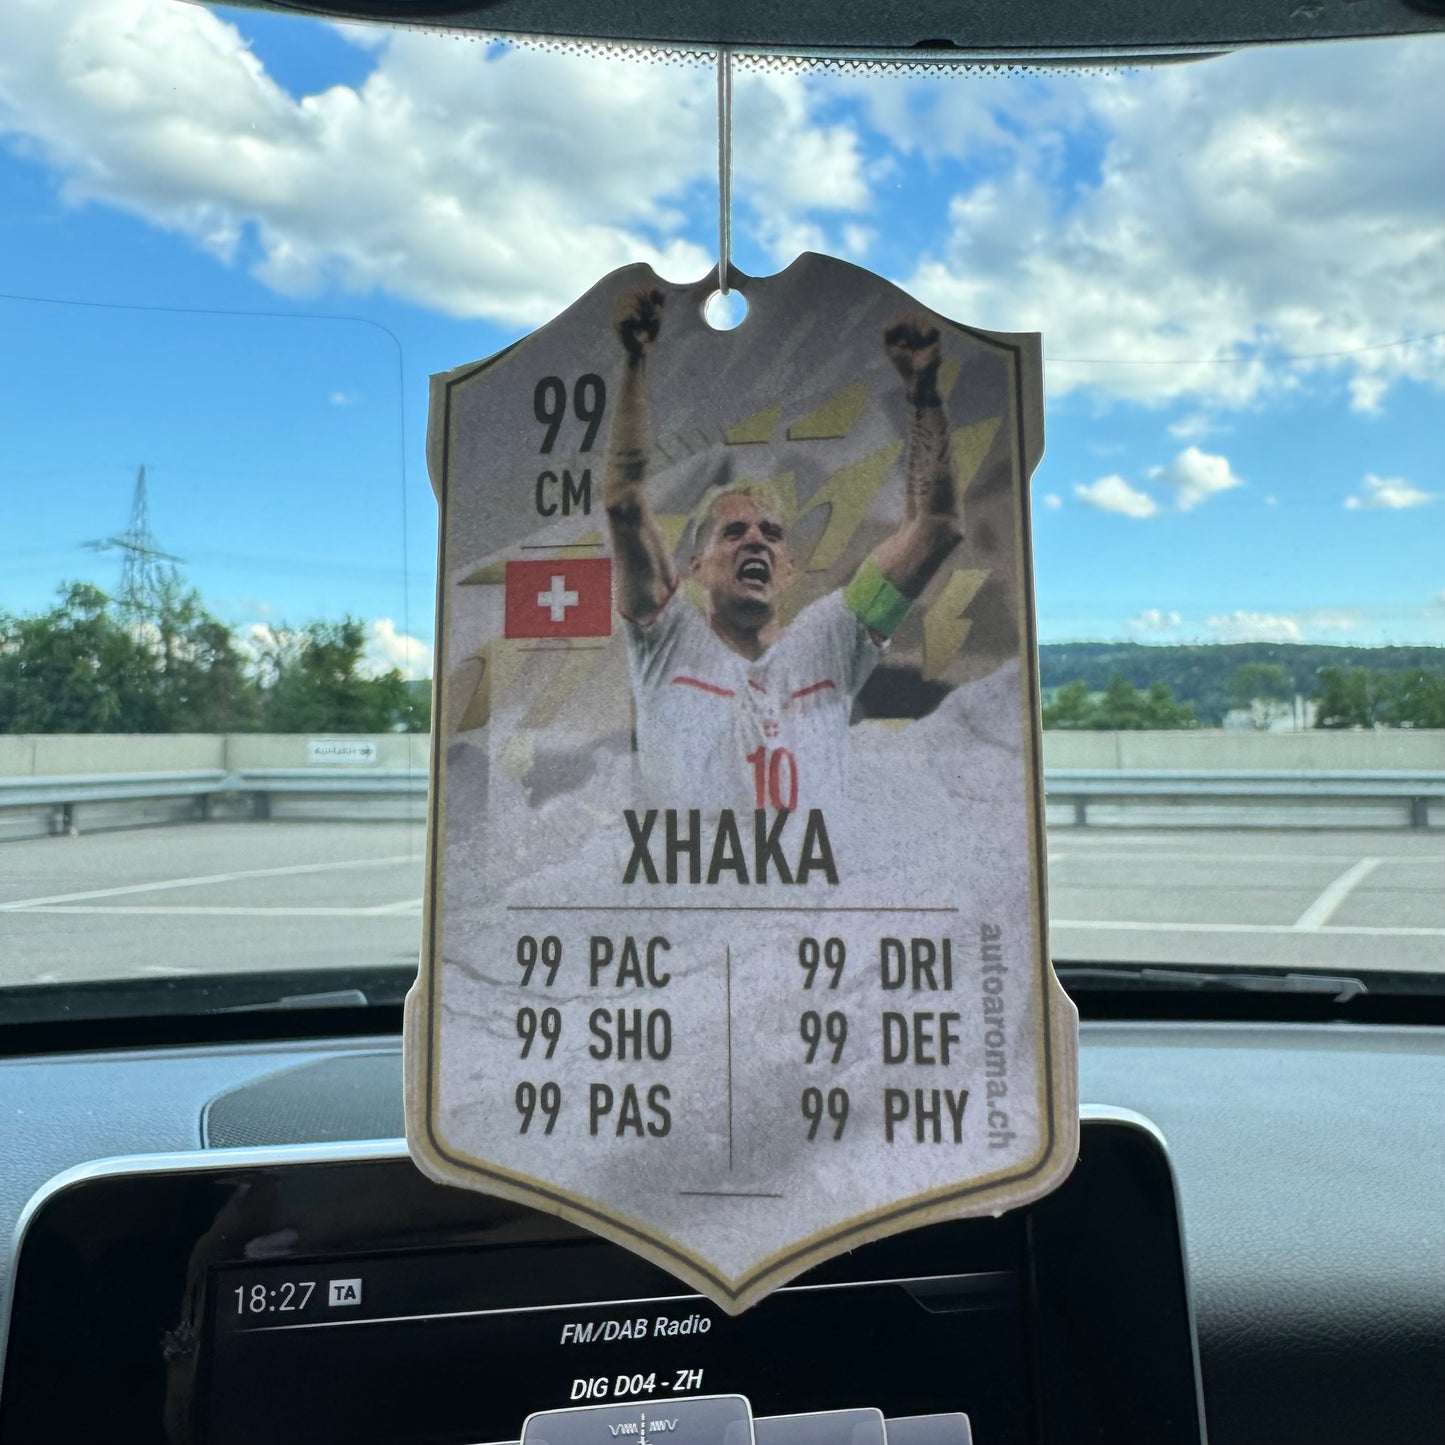 99
CM
10
XHAKA
99 PAC
99 SHO
99 PAS
99 DRI
99 DEF
99 PHY
autoaroma.ch
18:27 TA
FM/DAB Radio
DIG D04 - ZH